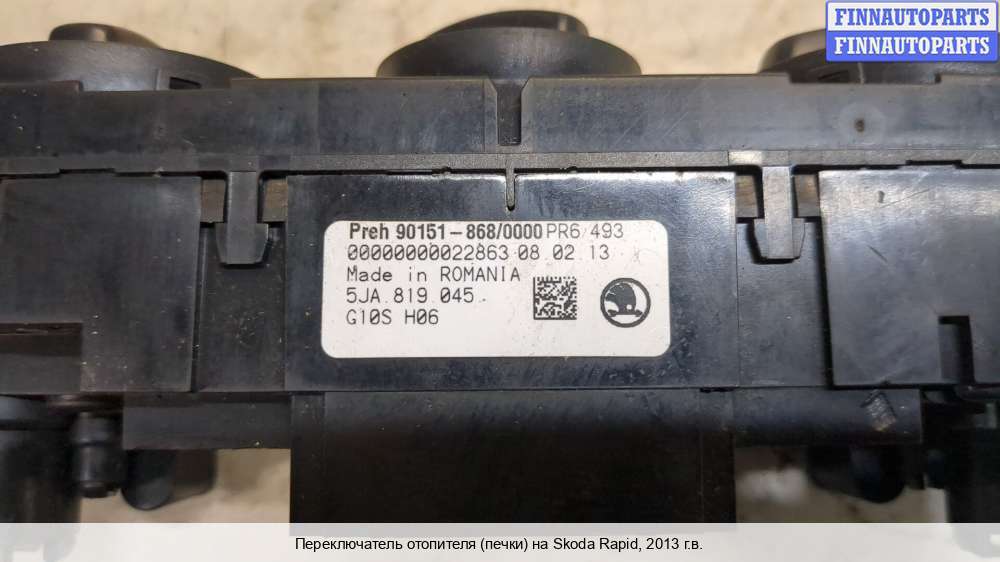 FINNAUTOPARTS
FINNAUTOPARTS
Preh 90151-868/0000 PR6/493
00000000022863 08.02.13
Made in ROMANIA
5JA.819.045.
G10S H06
Переключатель отопителя (печки) на Skoda Rapid, 2013 г.в.